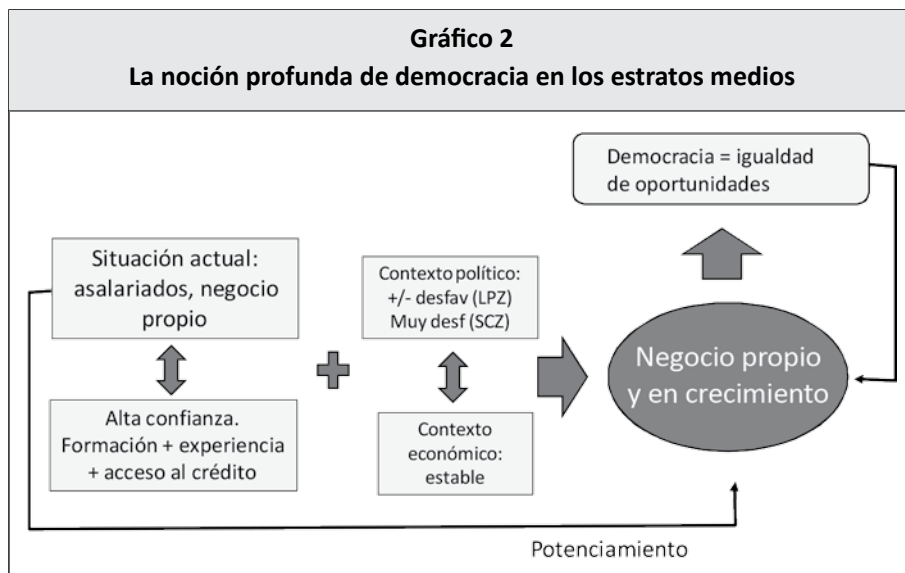 Gráfico 2
La noción profunda de democracia en los estratos medios
Democracia = igualdad
de oportunidades
Situación actual:
asalariados, negocio
propio
Contexto político:
+/- desfav (LPZ)
Muy desf (SCZ)
Negocio propio
y en crecimiento
Alta confianza.
Formación + experiencia
+ acceso al crédito
Contexto
económico:
estable
Potenciamiento